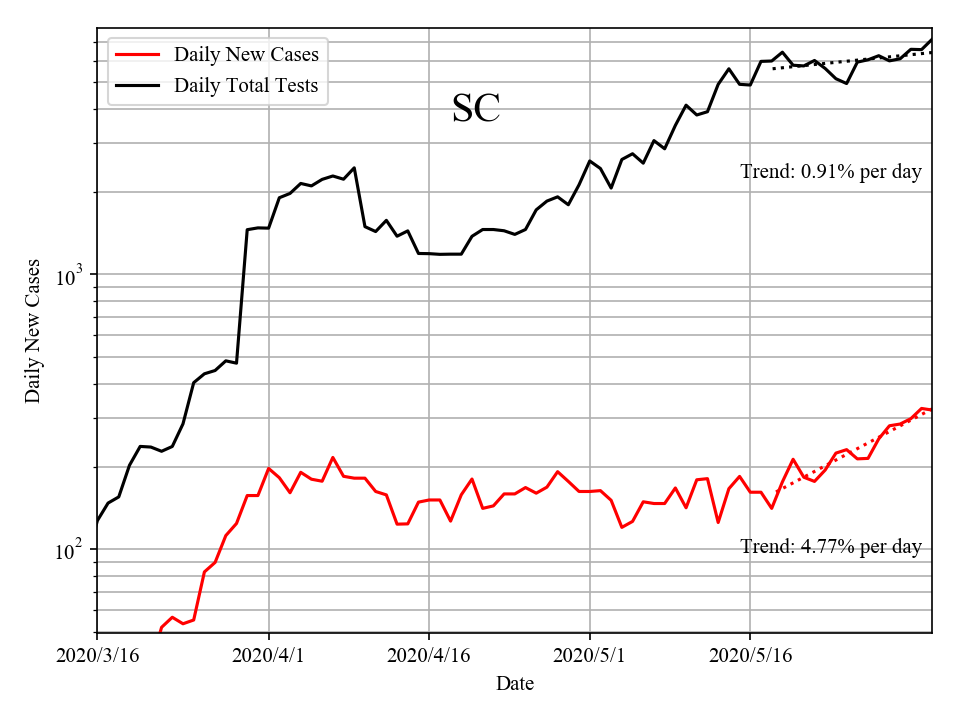 Daily New Cases
Daily Total Tests
SC
Trend: 0.91% per day
Daily New Cases
10³
10²
Trend: 4.77% per day
2020/3/16 2020/4/1 2020/4/16 2020/5/1 2020/5/16
Date